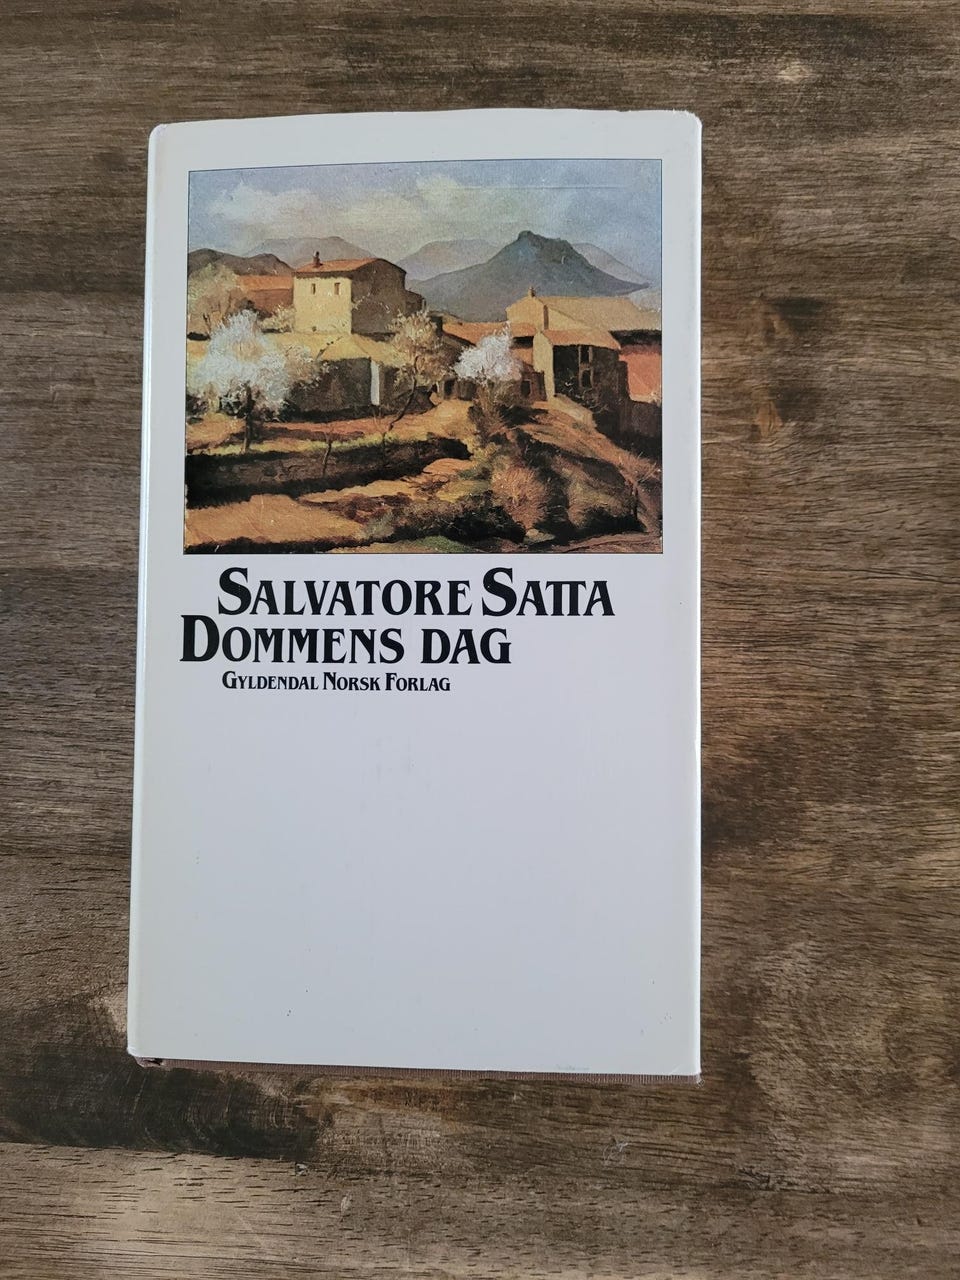 SALVATORE SATTA
DOMMENS DAG
GYLDENDAL NORSK FORLAG